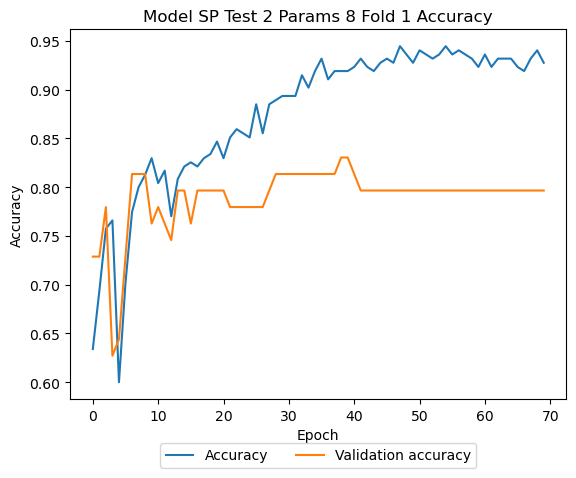 Model SP Test 2 Params 8 Fold 1 Accuracy
0.95
0.90
0.85
0.80
0.75
0.70
0.65
0.60
Accuracy
0 10 20 30 40 50 60 70
Epoch
Accuracy Validation accuracy